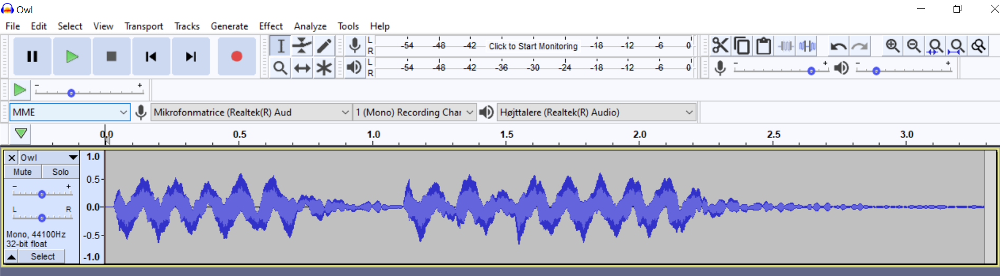 Owl
File Edit Select View Transport Tracks Generate Effect Analyze Tools Help
L R -54 -48 -42 Click to Start Monitoring -18 -12 -6 0
L R -54 -48 -42 -36 -30 -24 -18 -12 -6 0
- +
- +
- +
MME
Mikrofonmatrice (Realtek(R) Aud
1 (Mono) Recording Char
Højttalere (Realtek(R) Audio)
0.0 0.5 1.0 1.5 2.0 2.5 3.0
Owl
Mute Solo
- +
L R
Mono, 44100Hz
32-bit float
Select
1.0
0.5
0.0
-0.5
-1.0